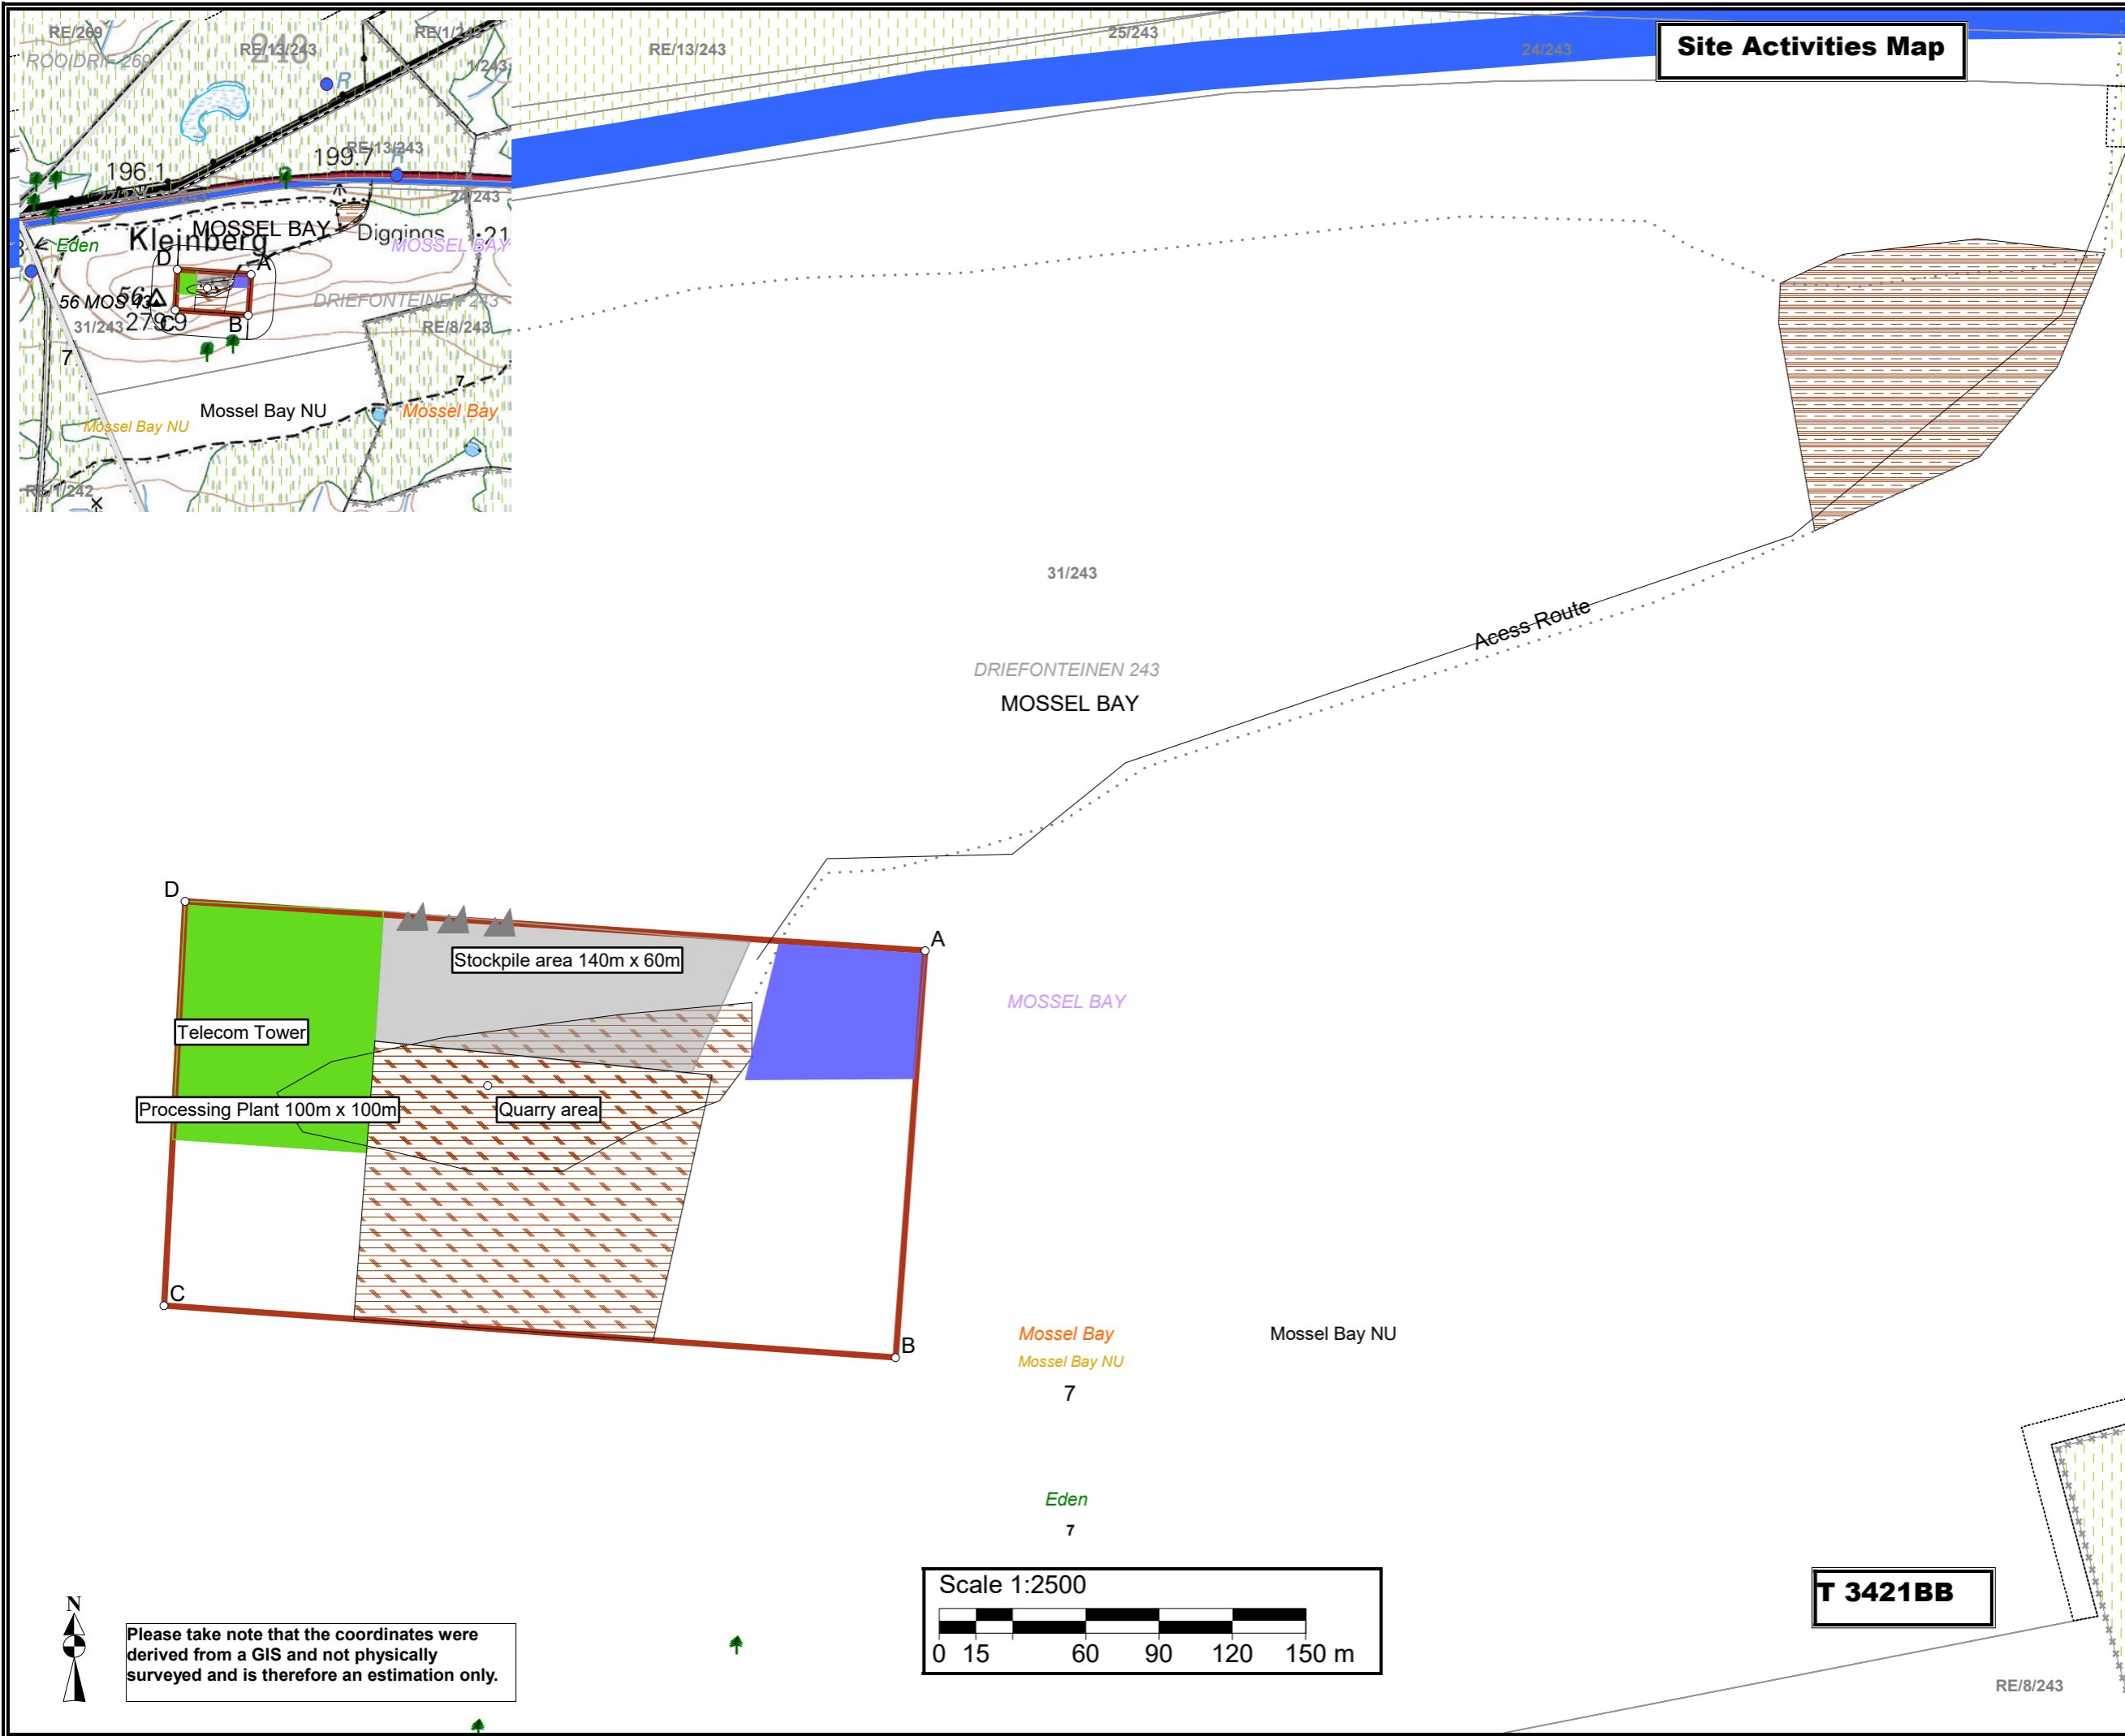 Site Activities Map
RE/269
RE/13/243
RE/1/243
ROOIDRIF 269
1/243
R
RE/13/243
199.7
196.1
24/243
MOSSEL BAY
Kleinberg
Diggings
Eden
MOSSEL BAY
D
A
56 MOS 43
DRIEFONTEINEN 243
31/243
279.9
C
B
RE/8/243
7
7
Mossel Bay NU
Mossel Bay
Mossel Bay NU
RE/1/242
RE/13/243
25/243
24/243
31/243
Acess Route
DRIEFONTEINEN 243
MOSSEL BAY
D
A
Stockpile area 140m x 60m
MOSSEL BAY
Telecom Tower
Processing Plant 100m x 100m
Quarry area
C
B
Mossel Bay
Mossel Bay NU
Mossel Bay NU
7
Eden
7
Scale 1:2500
0 15 60 90 120 150 m
T 3421BB
N
Please take note that the coordinates were
derived from a GIS and not physically
surveyed and is therefore an estimation only.
RE/8/243